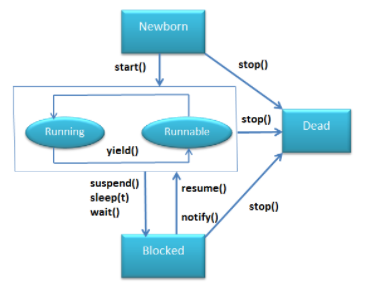 Newborn
start()
stop()
Running
Runnable
stop()
Dead
yield()
suspend()
sleep(t)
wait()
resume()
notify()
stop()
Blocked